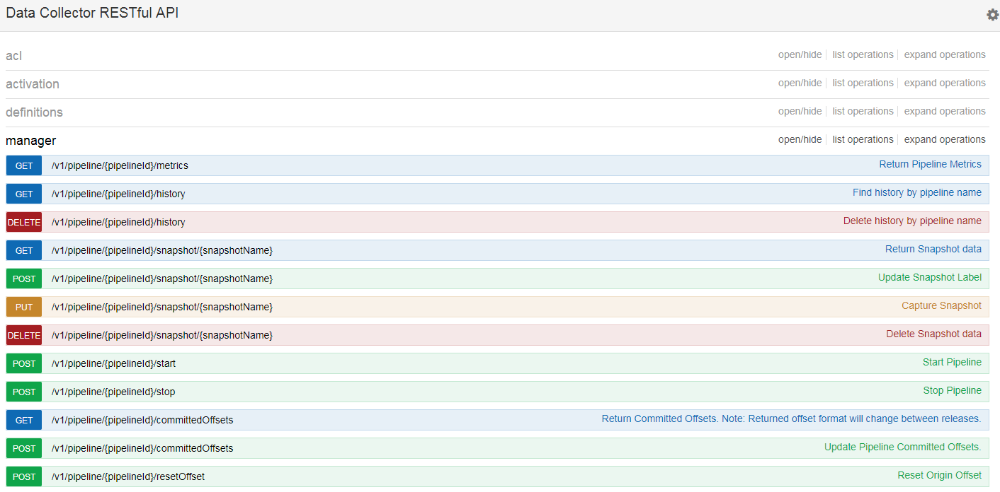 Data Collector RESTful API
acl open/hide list operations expand operations
activation open/hide list operations expand operations
definitions open/hide list operations expand operations
manager open/hide list operations expand operations
GET /v1/pipeline/{pipelineId}/metrics Return Pipeline Metrics
GET /v1/pipeline/{pipelineId}/history Find history by pipeline name
DELETE /v1/pipeline/{pipelineId}/history Delete history by pipeline name
GET /v1/pipeline/{pipelineId}/snapshot/{snapshotName} Return Snapshot data
POST /v1/pipeline/{pipelineId}/snapshot/{snapshotName} Update Snapshot Label
PUT /v1/pipeline/{pipelineId}/snapshot/{snapshotName} Capture Snapshot
DELETE /v1/pipeline/{pipelineId}/snapshot/{snapshotName} Delete Snapshot data
POST /v1/pipeline/{pipelineId}/start Start Pipeline
POST /v1/pipeline/{pipelineId}/stop Stop Pipeline
GET /v1/pipeline/{pipelineId}/committedOffsets Return Committed Offsets. Note: Returned offset format will change between releases.
POST /v1/pipeline/{pipelineId}/committedOffsets Update Pipeline Committed Offsets.
POST /v1/pipeline/{pipelineId}/resetOffset Reset Origin Offset